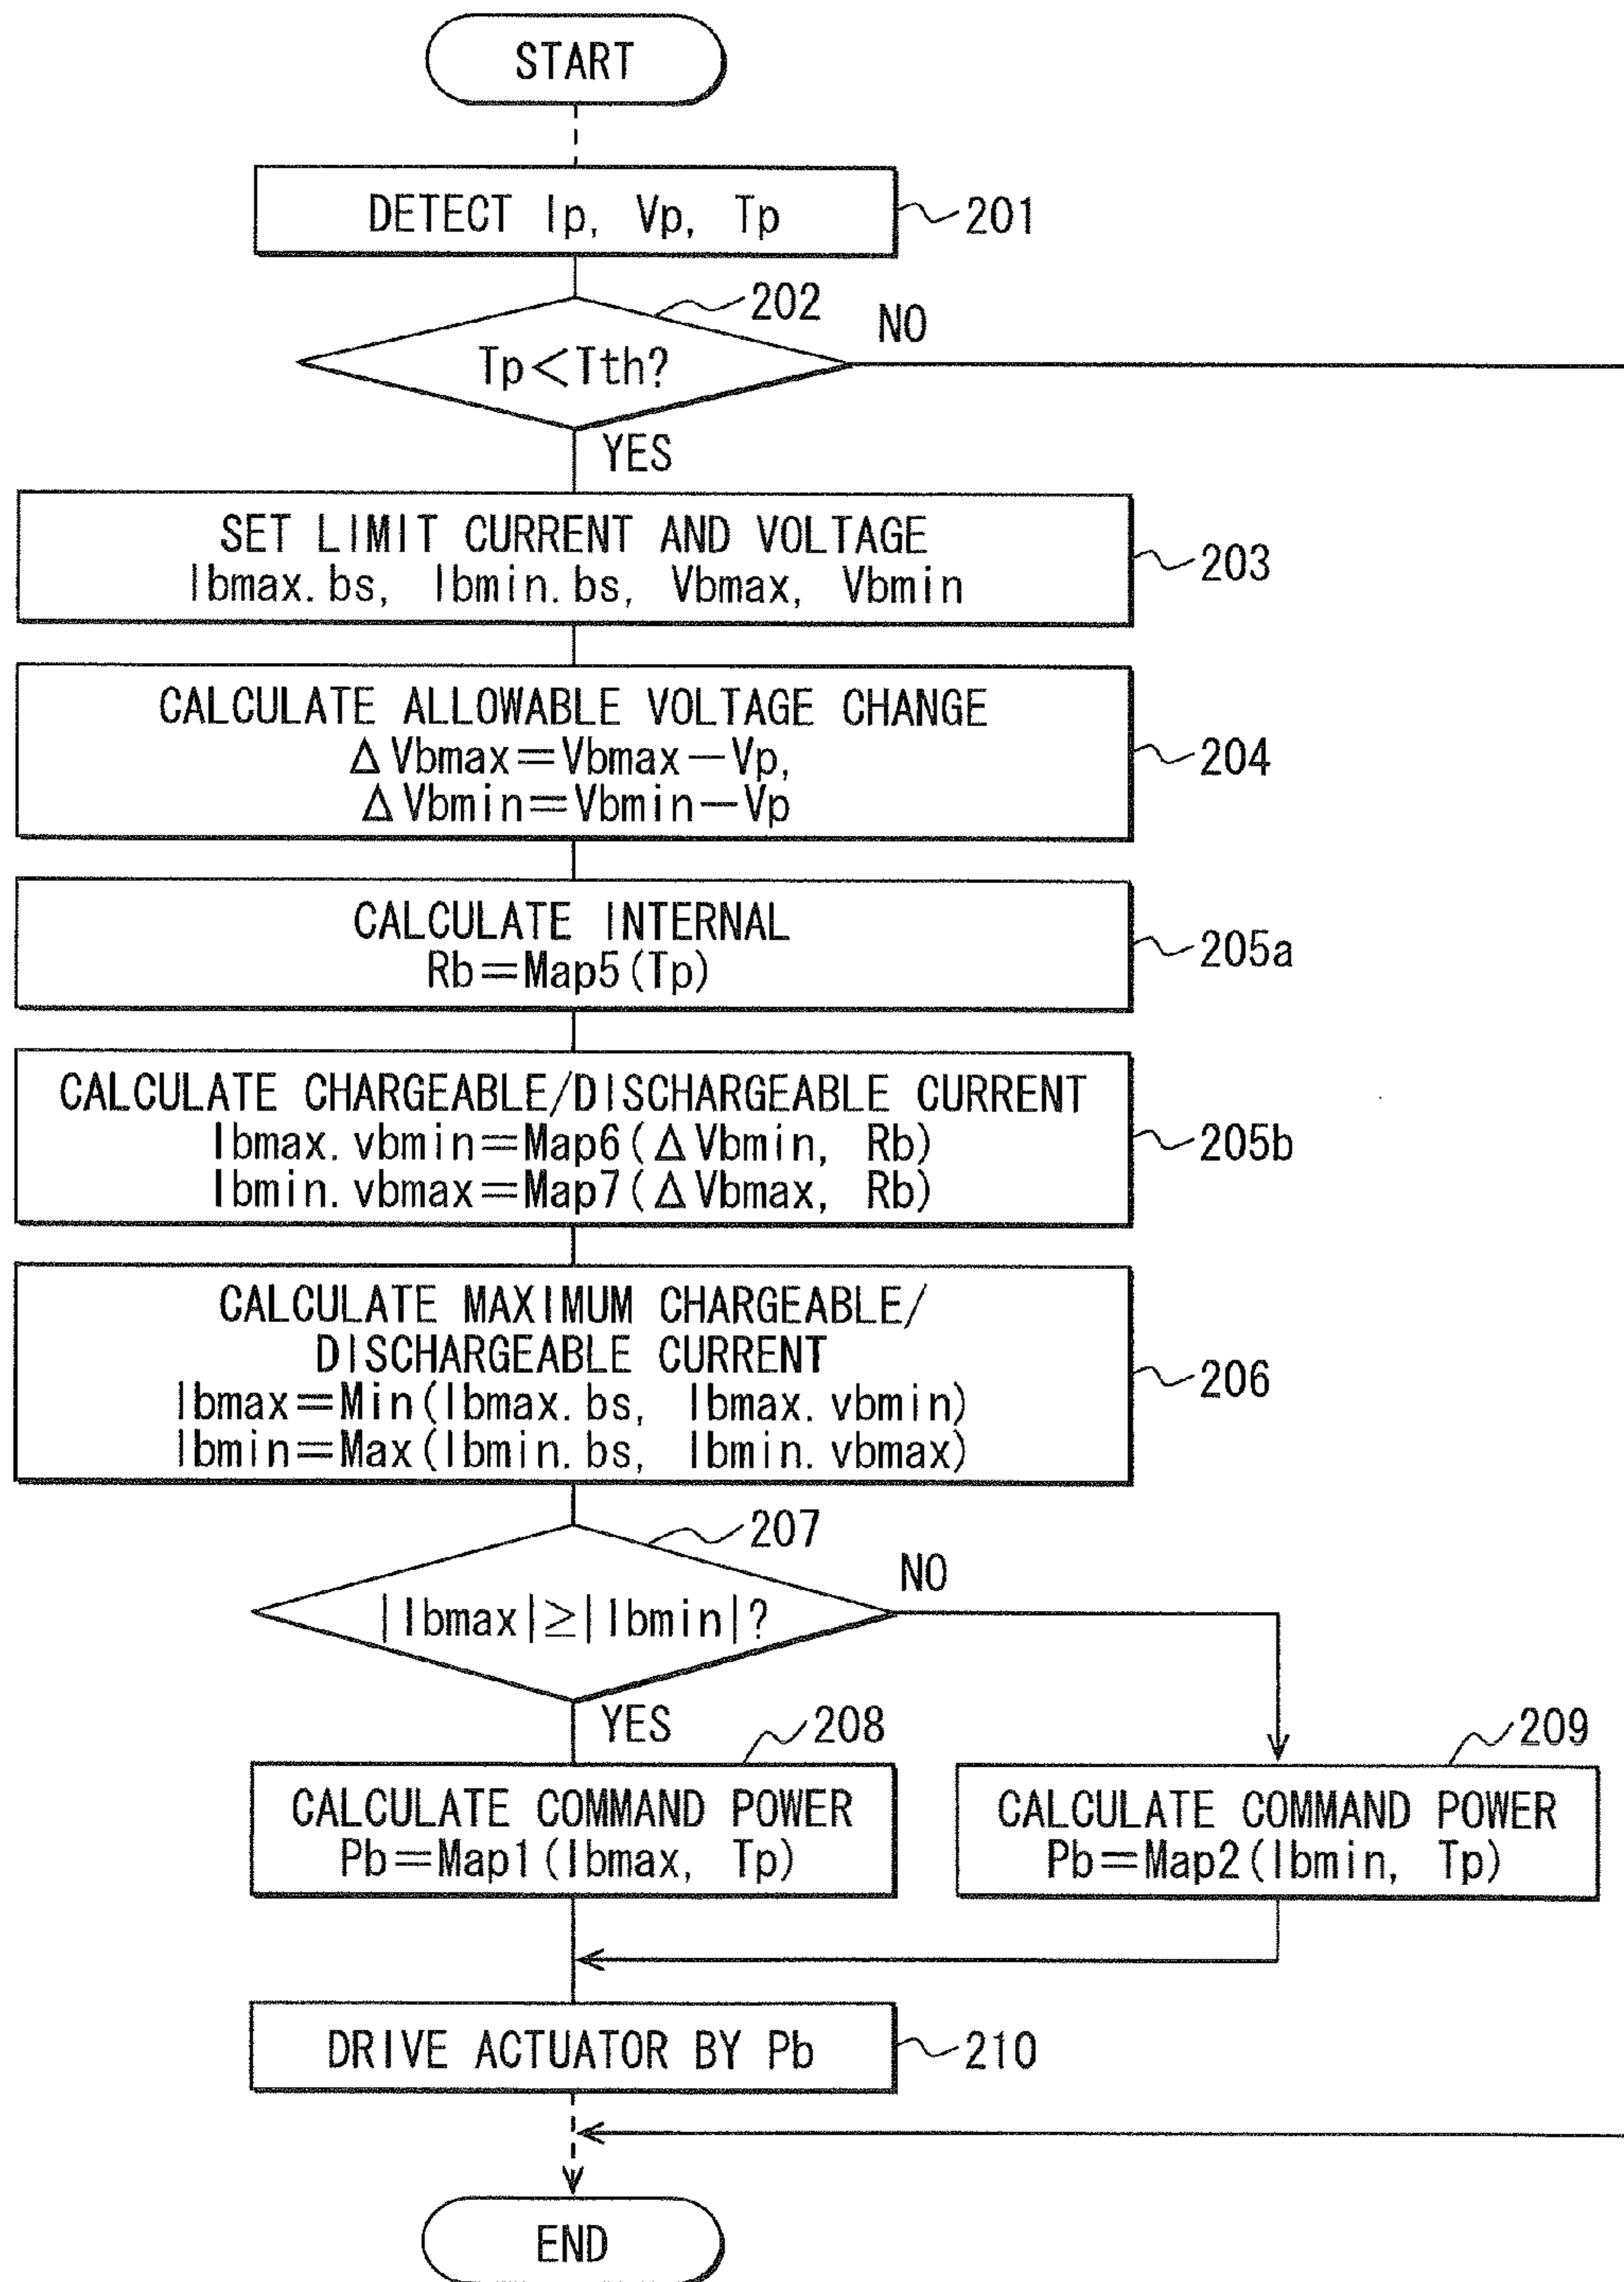 START
DETECT Ip, Vp, Tp
201
202
Tp<Tth?
NO
YES
SET LIMIT CURRENT AND VOLTAGE
Ibmax.bs, Ibmin.bs, Vbmax, Vbmin
203
CALCULATE ALLOWABLE VOLTAGE CHANGE
ΔVbmax=Vbmax−Vp,
ΔVbmin=Vbmin−Vp
204
CALCULATE INTERNAL
Rb=Map5(Tp)
205a
CALCULATE CHARGEABLE/DISCHARGEABLE CURRENT
Ibmax.vbmin=Map6(ΔVbmin, Rb)
Ibmin.vbmax=Map7(ΔVbmax, Rb)
205b
CALCULATE MAXIMUM CHARGEABLE/
DISCHARGEABLE CURRENT
Ibmax=Min(Ibmax.bs, Ibmax.vbmin)
Ibmin=Max(Ibmin.bs, Ibmin.vbmax)
206
207
|Ibmax|≥|Ibmin|?
NO
YES
208
CALCULATE COMMAND POWER
Pb=Map1(Ibmax, Tp)
209
CALCULATE COMMAND POWER
Pb=Map2(Ibmin, Tp)
DRIVE ACTUATOR BY Pb
210
END